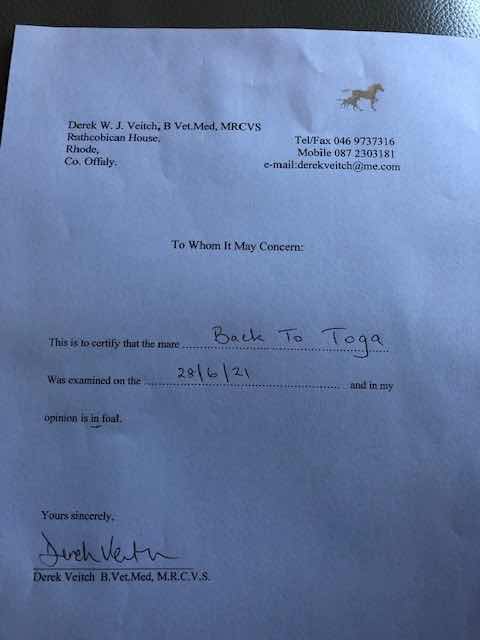 Derek W. J. Veitch, B Vet.Med, MRCVS
Rathcobican House,
Rhode,
Co. Offaly.
Tel/Fax 046 9737316
Mobile 087 2303181
e-mail:derekveitch@me.com
To Whom It May Concern:
This is to certify that the mare Back To Toga
Was examined on the 28/6/21 and in my
opinion is in foal.
Yours sincerely,
Derek Veitch
Derek Veitch B.Vet.Med, M.R.C.V.S.